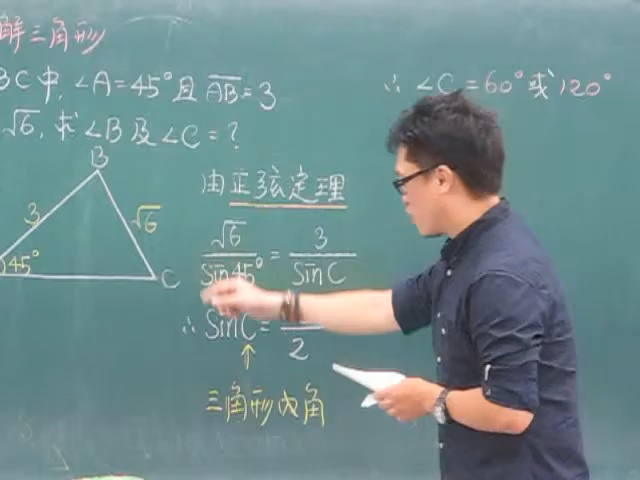 解三角形
BC中, ∠A=45°且 AB=3
√6, 求∠B及∠C=?
B
3
√6
45°
C
由正弦定理
√6/Sin45° = 3/SinC
∴ SinC = /2
↑
三角形内角
∴ ∠C=60°或120°